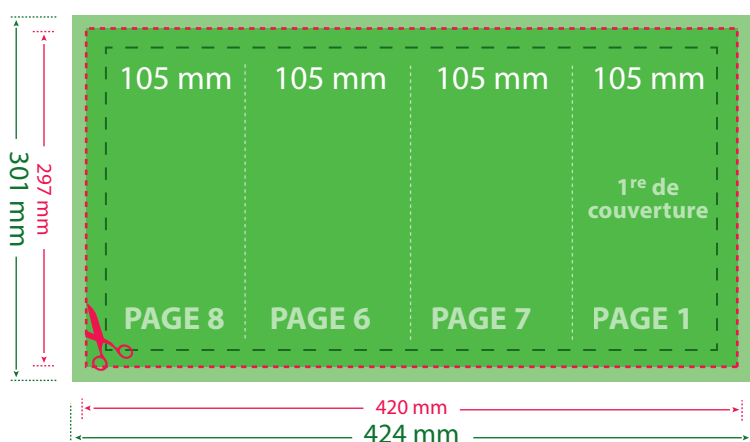 105 mm 105 mm 105 mm 105 mm
301 mm
297 mm
1re de
couverture
PAGE 8 PAGE 6 PAGE 7 PAGE 1
420 mm
424 mm